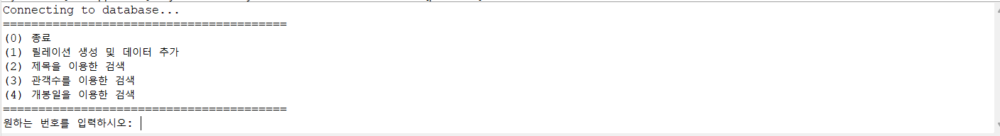 Connecting to database...
========================================
(0) 종료
(1) 릴레이션 생성 및 데이터 추가
(2) 제목을 이용한 검색
(3) 관객수를 이용한 검색
(4) 개봉일을 이용한 검색
========================================
원하는 번호를 입력하시오: